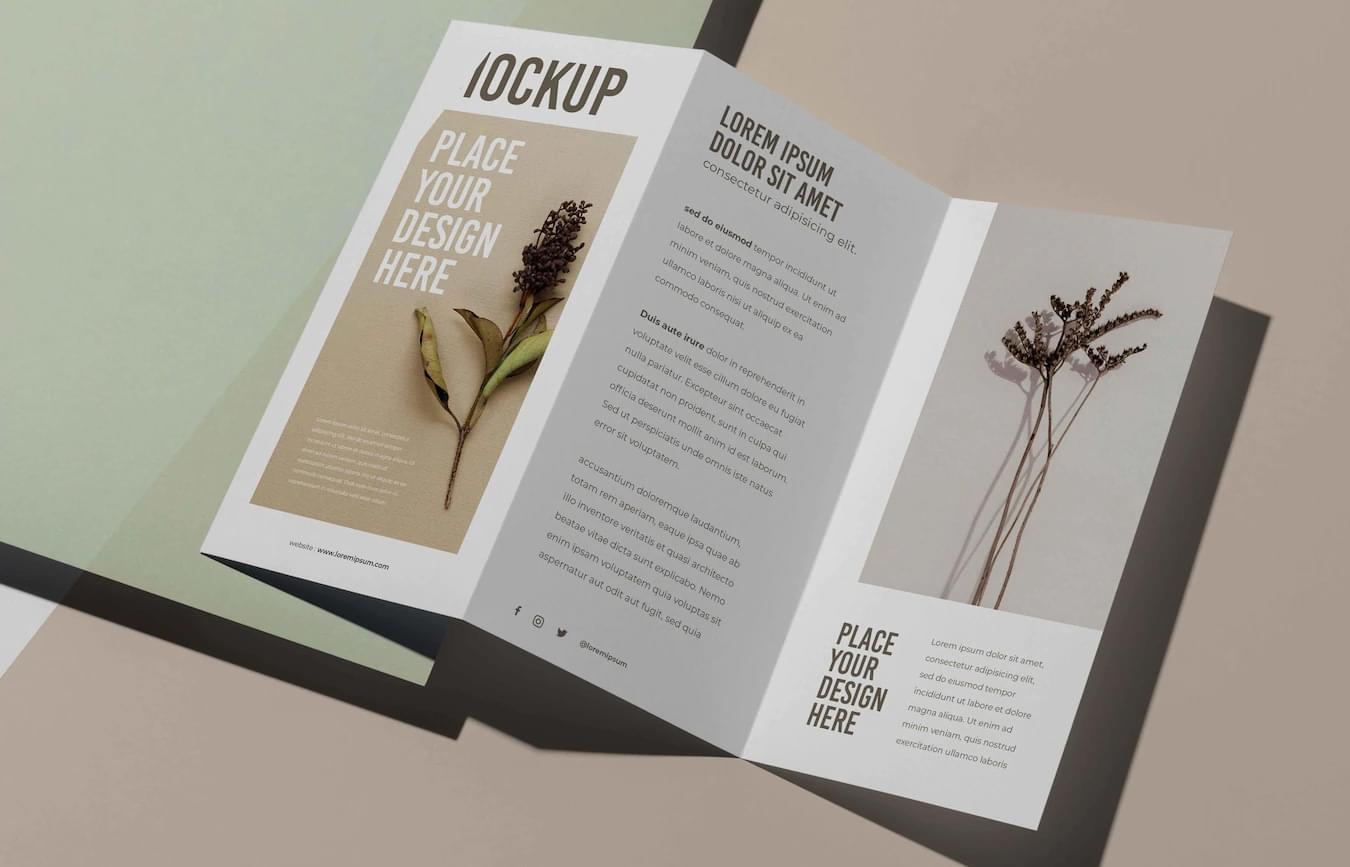 MOCKUP
PLACE
YOUR
DESIGN
HERE
website : www.loremipsum.com
LOREM IPSUM
DOLOR SIT AMET
consectetur adipisicing elit.
sed do eiusmod tempor incididunt ut
labore et dolore magna aliqua. Ut enim ad
minim veniam, quis nostrud exercitation
ullamco laboris nisi ut aliquip ex ea
commodo consequat.
Duis aute irure dolor in reprehenderit in
voluptate velit esse cillum dolore eu fugiat
nulla pariatur. Excepteur sint occaecat
cupidatat non proident, sunt in culpa qui
officia deserunt mollit anim id est laborum.
Sed ut perspiciatis unde omnis iste natus
error sit voluptatem.
accusantium doloremque laudantium,
totam rem aperiam, eaque ipsa quae ab
illo inventore veritatis et quasi architecto
beatae vitae dicta sunt explicabo. Nemo
enim ipsam voluptatem quia voluptas sit
aspernatur aut odit aut fugit, sed quia
@loremipsum
PLACE
YOUR
DESIGN
HERE
Lorem ipsum dolor sit amet,
consectetur adipisicing elit,
sed do eiusmod tempor
incididunt ut labore et dolore
magna aliqua. Ut enim ad
minim veniam, quis nostrud
exercitation ullamco laboris